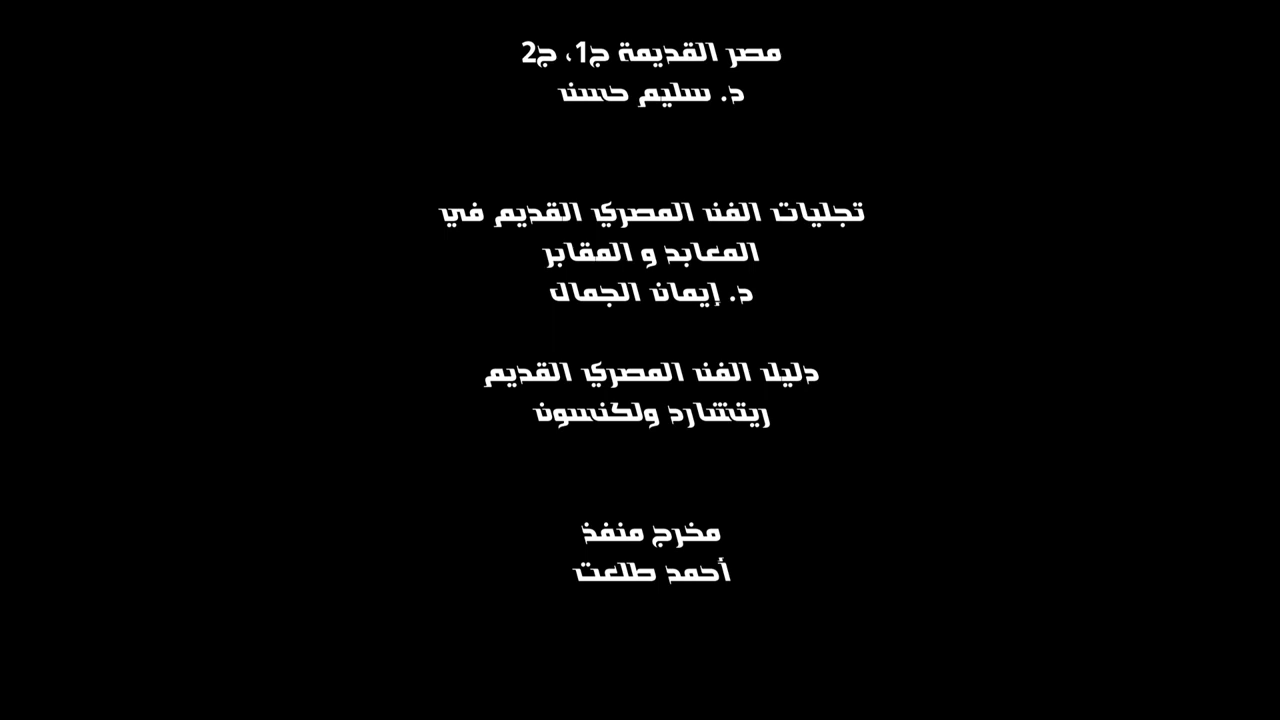 مصر القديمة ج1، ج2
د. سليم حسن
تجليات الفن المصري القديم في
المعابد و المقابر
د. إيمان الجمال
دليل الفن المصري القديم
ريتشارد ولكنسون
مخرج منفذ
أحمد طلعت